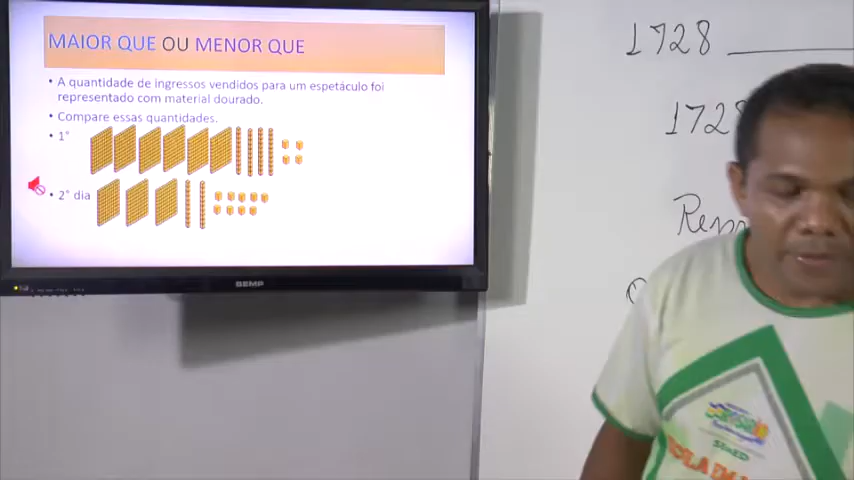 MAIOR QUE OU MENOR QUE
• A quantidade de ingressos vendidos para um espetáculo foi
representado com material dourado.
• Compare essas quantidades.
• 1°
• 2° dia
SEMP
1728
1728